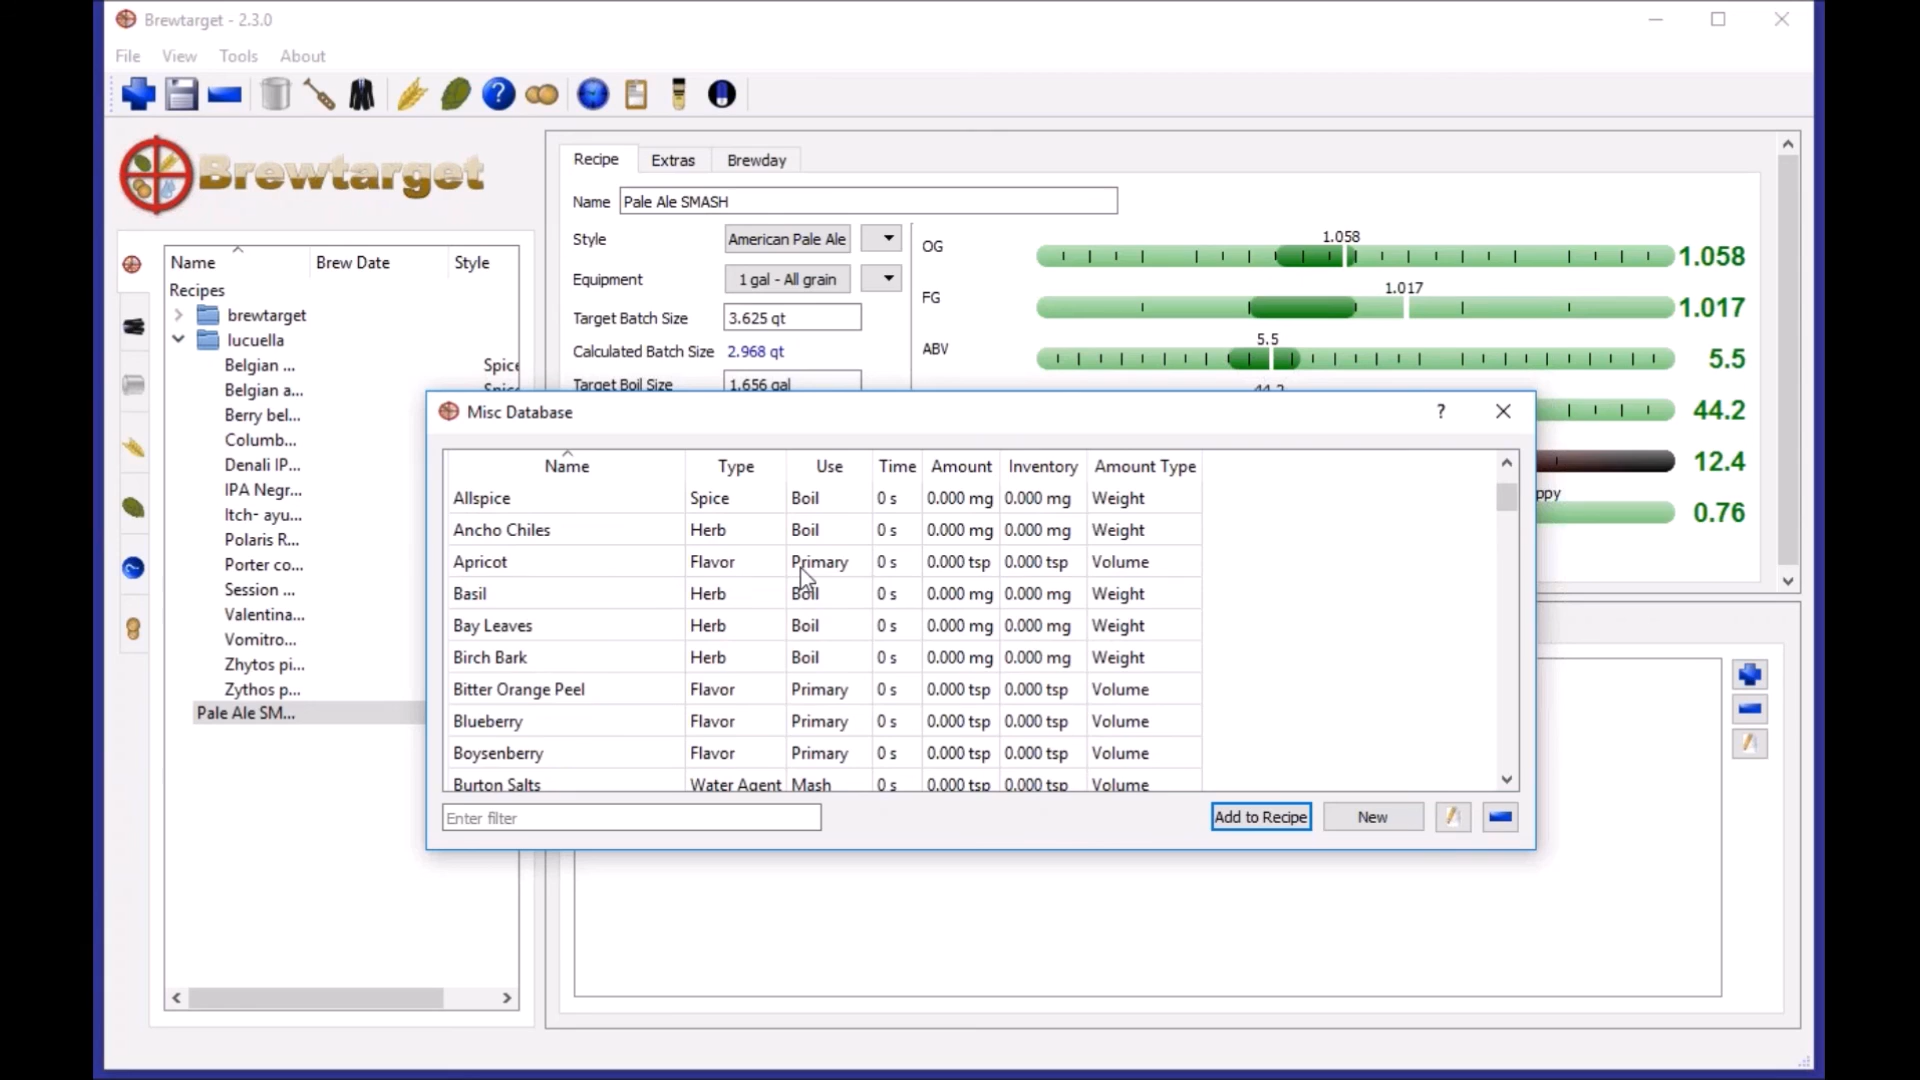 Brewtarget - 2.3.0
File View Tools About
Brewtarget
Name Brew Date Style
Recipes
brewtarget
lucuella
Belgian ... Spice
Belgian a...
Berry bel...
Columb...
Denali IP...
IPA Negr...
Itch- ayu...
Polaris R...
Porter co...
Session ...
Valentina...
Vomitro...
Zhytos pi...
Zythos p...
Pale Ale SM...
Recipe Extras Brewday
Name Pale Ale SMASH
Style American Pale Ale
Equipment 1 gal - All grain
Target Batch Size 3.625 qt
Calculated Batch Size 2.968 qt
Target Boil Size 1.656 gal
OG 1.058 1.058
FG 1.017 1.017
ABV 5.5 5.5
44.2 44.2
12.4
ppy
0.76
Misc Database
?
Name Type Use Time Amount Inventory Amount Type
Allspice Spice Boil 0 s 0.000 mg 0.000 mg Weight
Ancho Chiles Herb Boil 0 s 0.000 mg 0.000 mg Weight
Apricot Flavor Primary 0 s 0.000 tsp 0.000 tsp Volume
Basil Herb Boil 0 s 0.000 mg 0.000 mg Weight
Bay Leaves Herb Boil 0 s 0.000 mg 0.000 mg Weight
Birch Bark Herb Boil 0 s 0.000 mg 0.000 mg Weight
Bitter Orange Peel Flavor Primary 0 s 0.000 tsp 0.000 tsp Volume
Blueberry Flavor Primary 0 s 0.000 tsp 0.000 tsp Volume
Boysenberry Flavor Primary 0 s 0.000 tsp 0.000 tsp Volume
Burton Salts Water Agent Mash 0 s 0.000 tsp 0.000 tsp Volume
Enter filter
Add to Recipe New